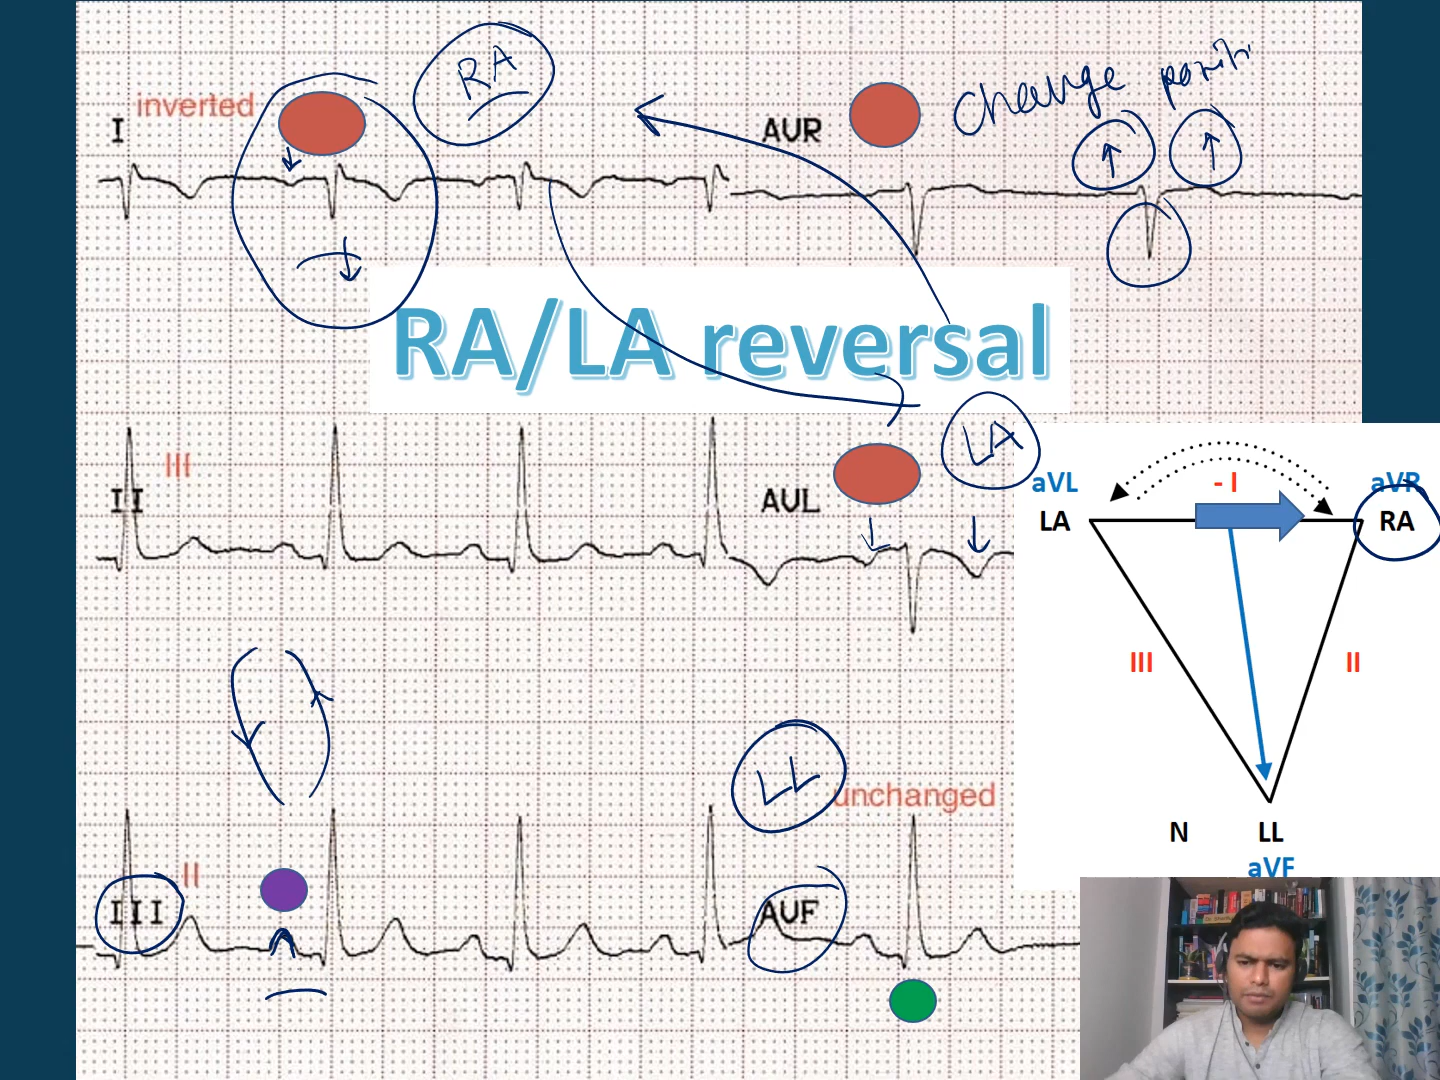 RA
change positi
inverted
I
AVR
RA/LA reversal
III
II
AVL
LA
aVL
- I
aVR
LA
RA
III
II
LL
unchanged
N
LL
aVF
II
III
AVF